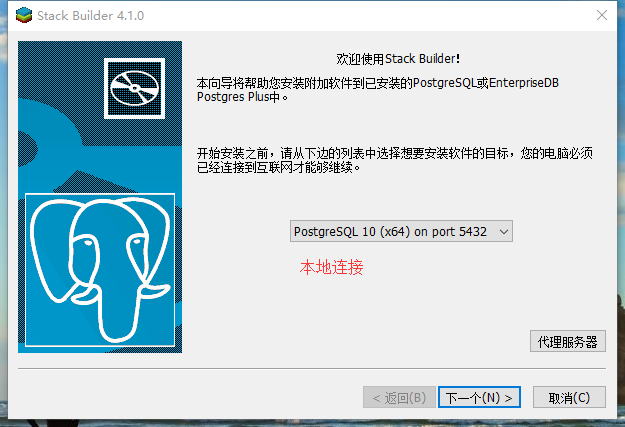 Stack Builder 4.1.0
欢迎使用Stack Builder!
本向导将帮助您安装附加软件到已安装的PostgreSQL或EnterpriseDB
Postgres Plus中。
开始安装之前，请从下边的列表中选择想要安装软件的目标，您的电脑必须
已经连接到互联网才能够继续。
PostgreSQL 10 (x64) on port 5432
本地连接
代理服务器
< 返回(B)
下一个(N) >
取消(C)